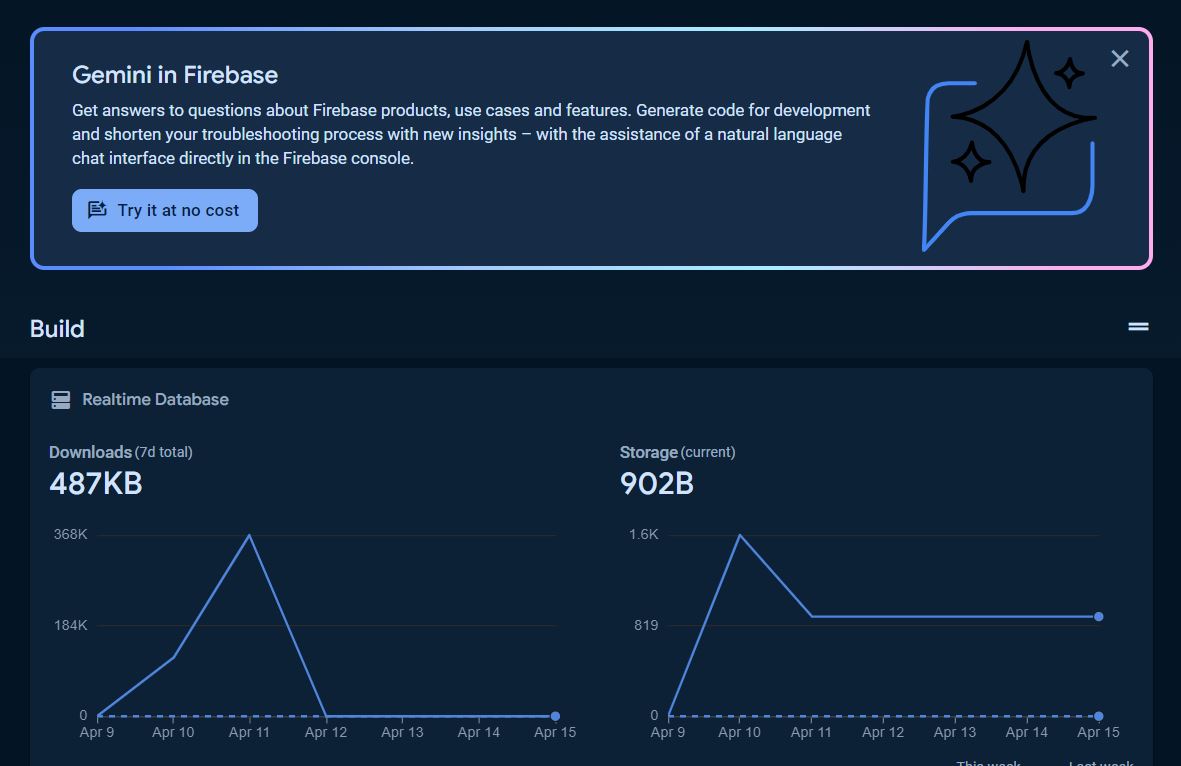 Gemini in Firebase
Get answers to questions about Firebase products, use cases and features. Generate code for development
and shorten your troubleshooting process with new insights – with the assistance of a natural language
chat interface directly in the Firebase console.
Try it at no cost
Build
Realtime Database
Downloads (7d total)
487KB
368K
184K
0
Apr 9 Apr 10 Apr 11 Apr 12 Apr 13 Apr 14 Apr 15
Storage (current)
902B
1.6K
819
0
Apr 9 Apr 10 Apr 11 Apr 12 Apr 13 Apr 14 Apr 15
This week Last week